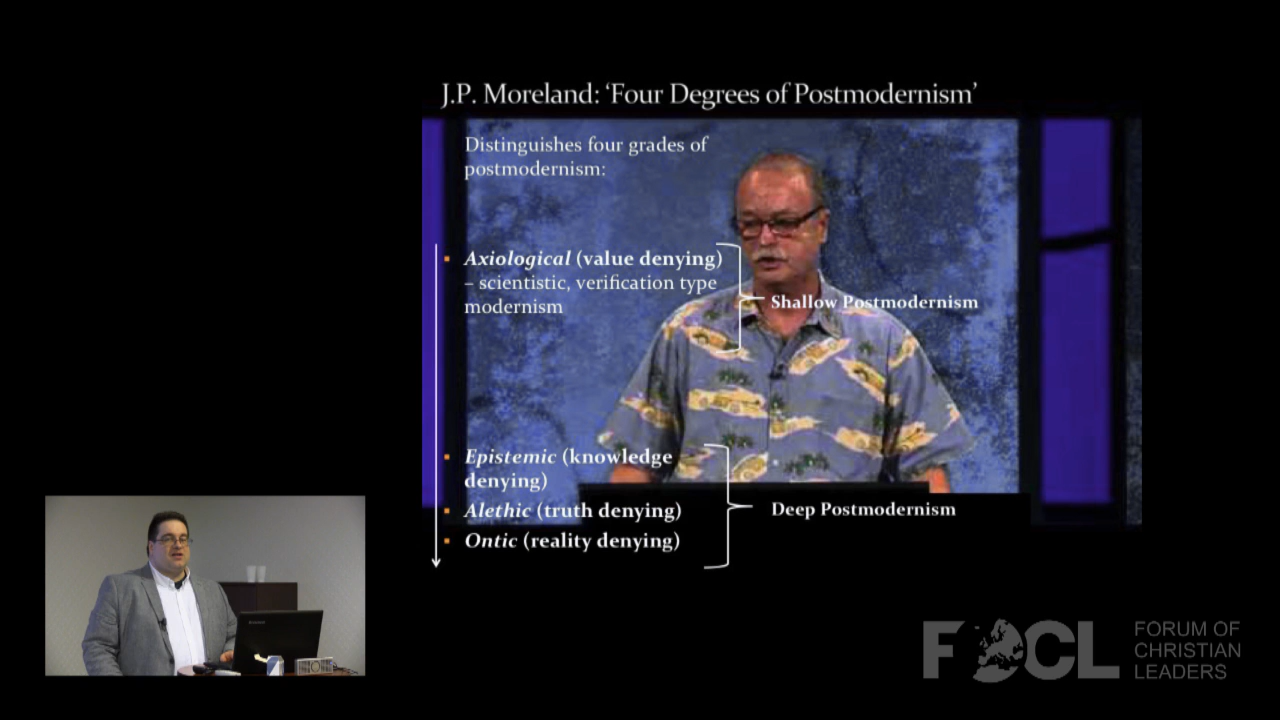 J.P. Moreland: ‘Four Degrees of Postmodernism’
Distinguishes four grades of
postmodernism:
Axiological (value denying)
– scientistic, verification type
modernism
Shallow Postmodernism
Epistemic (knowledge
denying)
Alethic (truth denying)
Ontic (reality denying)
Deep Postmodernism
FOCL
FORUM OF
CHRISTIAN
LEADERS